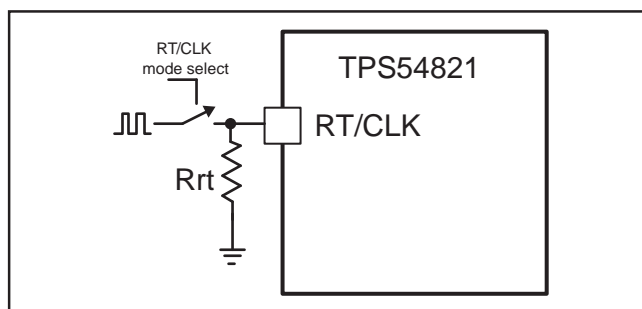 RT/CLK
mode select
TPS54821
RT/CLK
Rrt